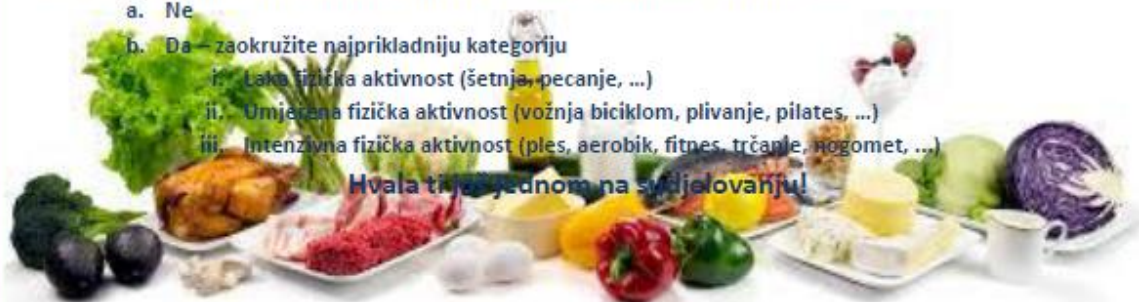 a. Ne
b. Da – zaokružite najprikladniju kategoriju
i. Laka fizička aktivnost (šetnja, pecanje, ...)
ii. Umjerena fizička aktivnost (vožnja biciklom, plivanje, pilates, ...)
iii. Intenzivna fizička aktivnost (ples, aerobik, fitnes, trčanje, nogomet, ...)
Hvala ti još jednom na sudjelovanju!